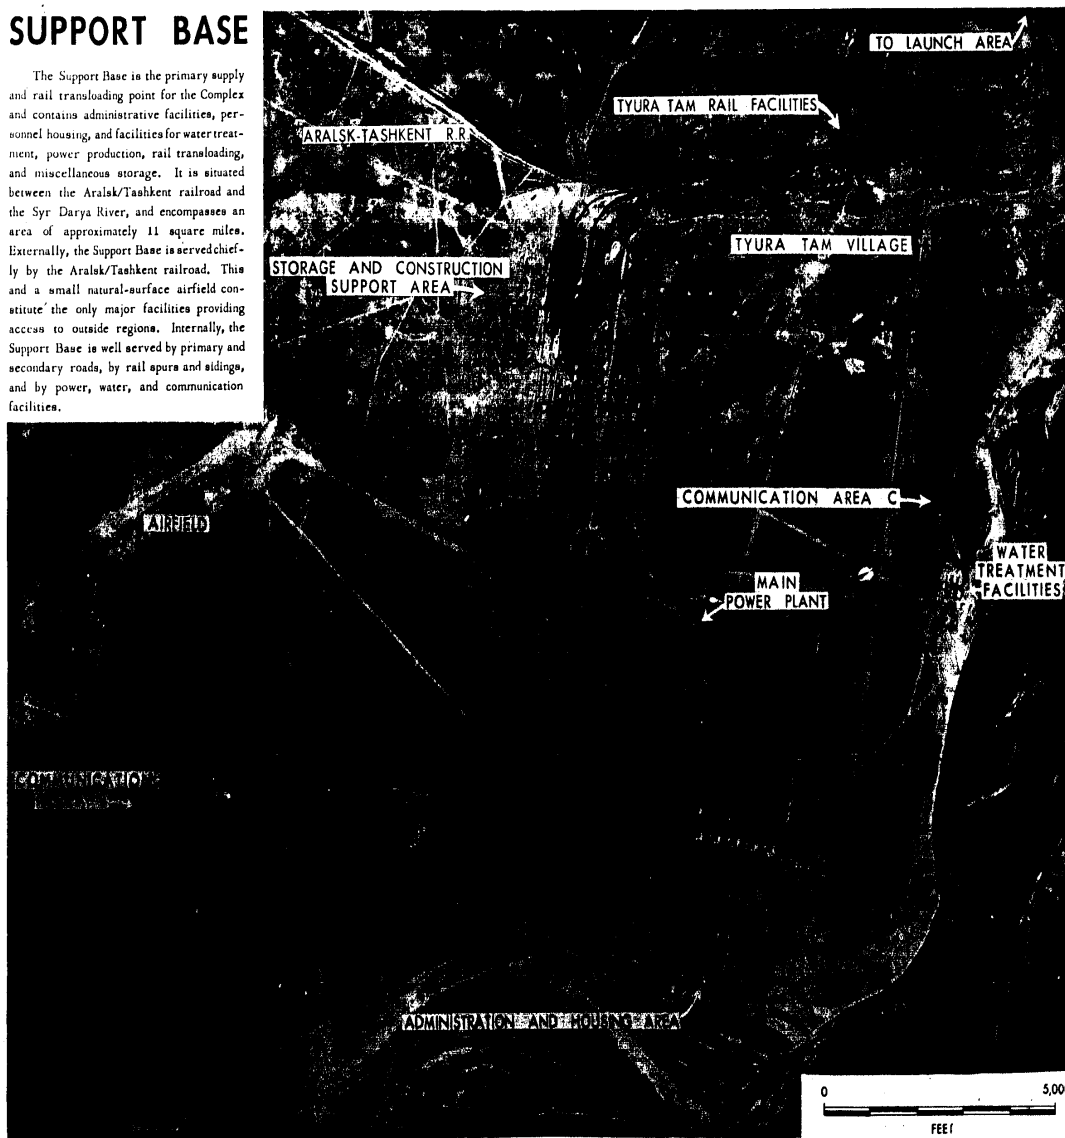 SUPPORT BASE
The Support Base is the primary supply
and rail transloading point for the Complex
and contains administrative facilities, per-
sonnel housing, and facilities for water treat-
ment, power production, rail transloading,
and miscellaneous storage. It is situated
between the Aralsk/Tashkent railroad and
the Syr Darya River, and encompasses an
area of approximately 11 square miles.
Externally, the Support Base is served chief-
ly by the Aralsk/Tashkent railroad. This
and a small natural-surface airfield con-
stitute the only major facilities providing
access to outside regions. Internally, the
Support Base is well served by primary and
secondary roads, by rail spurs and sidings,
and by power, water, and communication
facilities.
TO LAUNCH AREA
TYURA TAM RAIL FACILITIES
ARALSK-TASHKENT R.R.
TYURA TAM VILLAGE
STORAGE AND CONSTRUCTION
SUPPORT AREA
COMMUNICATION AREA C
AIRFIELD
WATER
TREATMENT
FACILITIES
MAIN
POWER PLANT
COMMUNICATIONS
ADMINISTRATION AND HOUSING AREA
0 5,00
FEET